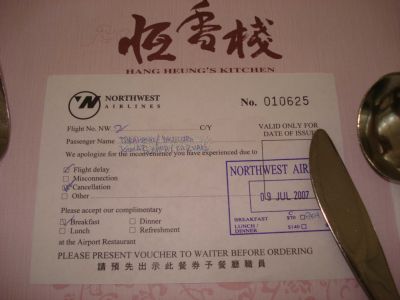 恆香棧
HANG HEUNG'S KITCHEN
NORTHWEST
AIRLINES
No. 010625
Flight No. NW 2 C/Y
VALID ONLY FOR
DATE OF ISSUE
Passenger Name
We apologize for the inconvenience you have experienced due to
Flight delay
Misconnection
Cancellation
Other
NORTHWEST AIR
09 JUL 2007
BREAKFAST $70
LUNCH / $140
DINNER
Please accept our complimentary
Breakfast Dinner
Lunch Refreshment
at the Airport Restaurant
PLEASE PRESENT VOUCHER TO WAITER BEFORE ORDERING
請預先出示此餐券予餐廳職員